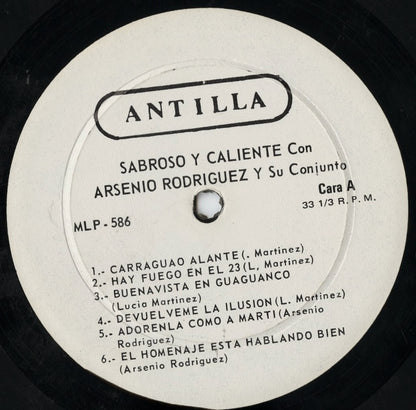 ANTILLA
SABROSO Y CALIENTE Con
ARSENIO RODRIGUEZ Y Su Conjunto
Cara A
33 1/3 R.P.M.
MLP-586
1.- CARRAGUAO ALANTE (. Martinez)
2.- HAY FUEGO EN EL 23 (L, Martinez)
3.- BUENAVISTA EN GUAGUANCO
(Lucia Martinez)
4.- DEVUELVEME LA ILUSION (L. Martinez)
5.- ADORENLA COMO A MARTI (Arsenio
Rodriguez)
6.- EL HOMENAJE ESTA HABLANDO BIEN
(Arsenio Rodriguez)